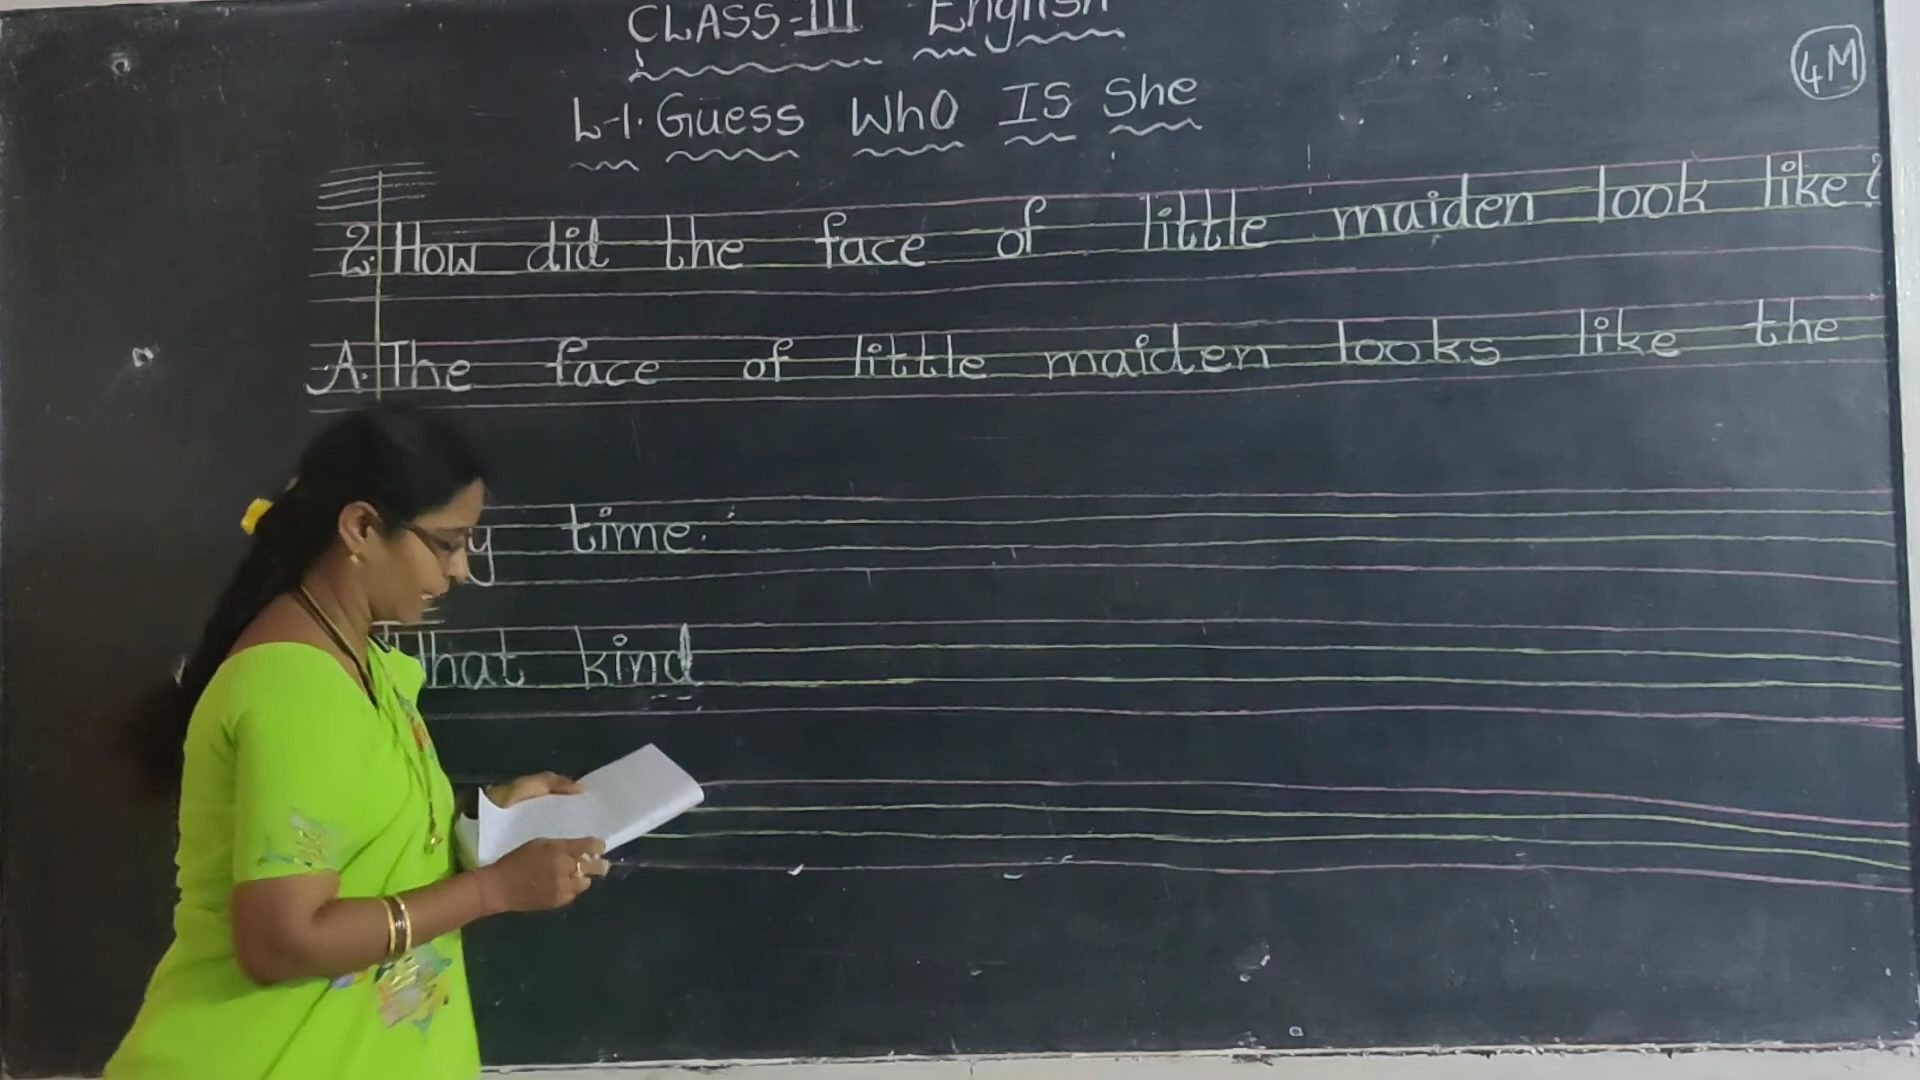 CLASS-III English
4M
L-1. Guess WhO IS She
2. How did the face of little maiden look like?
A. The face of little maiden looks like the
time.
What kind